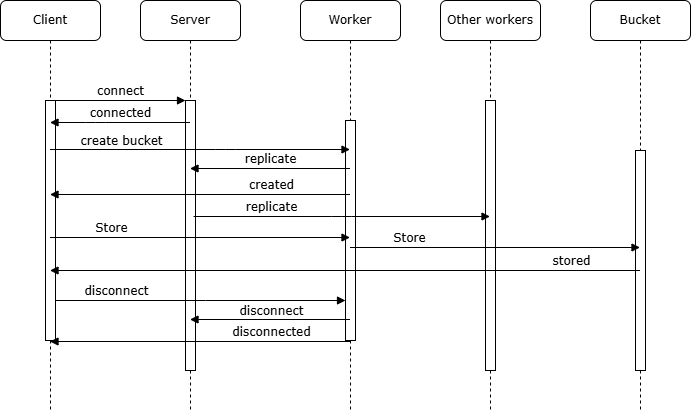 Client
Server
Worker
Other workers
Bucket
connect
connected
create bucket
replicate
created
replicate
Store
Store
stored
disconnect
disconnect
disconnected